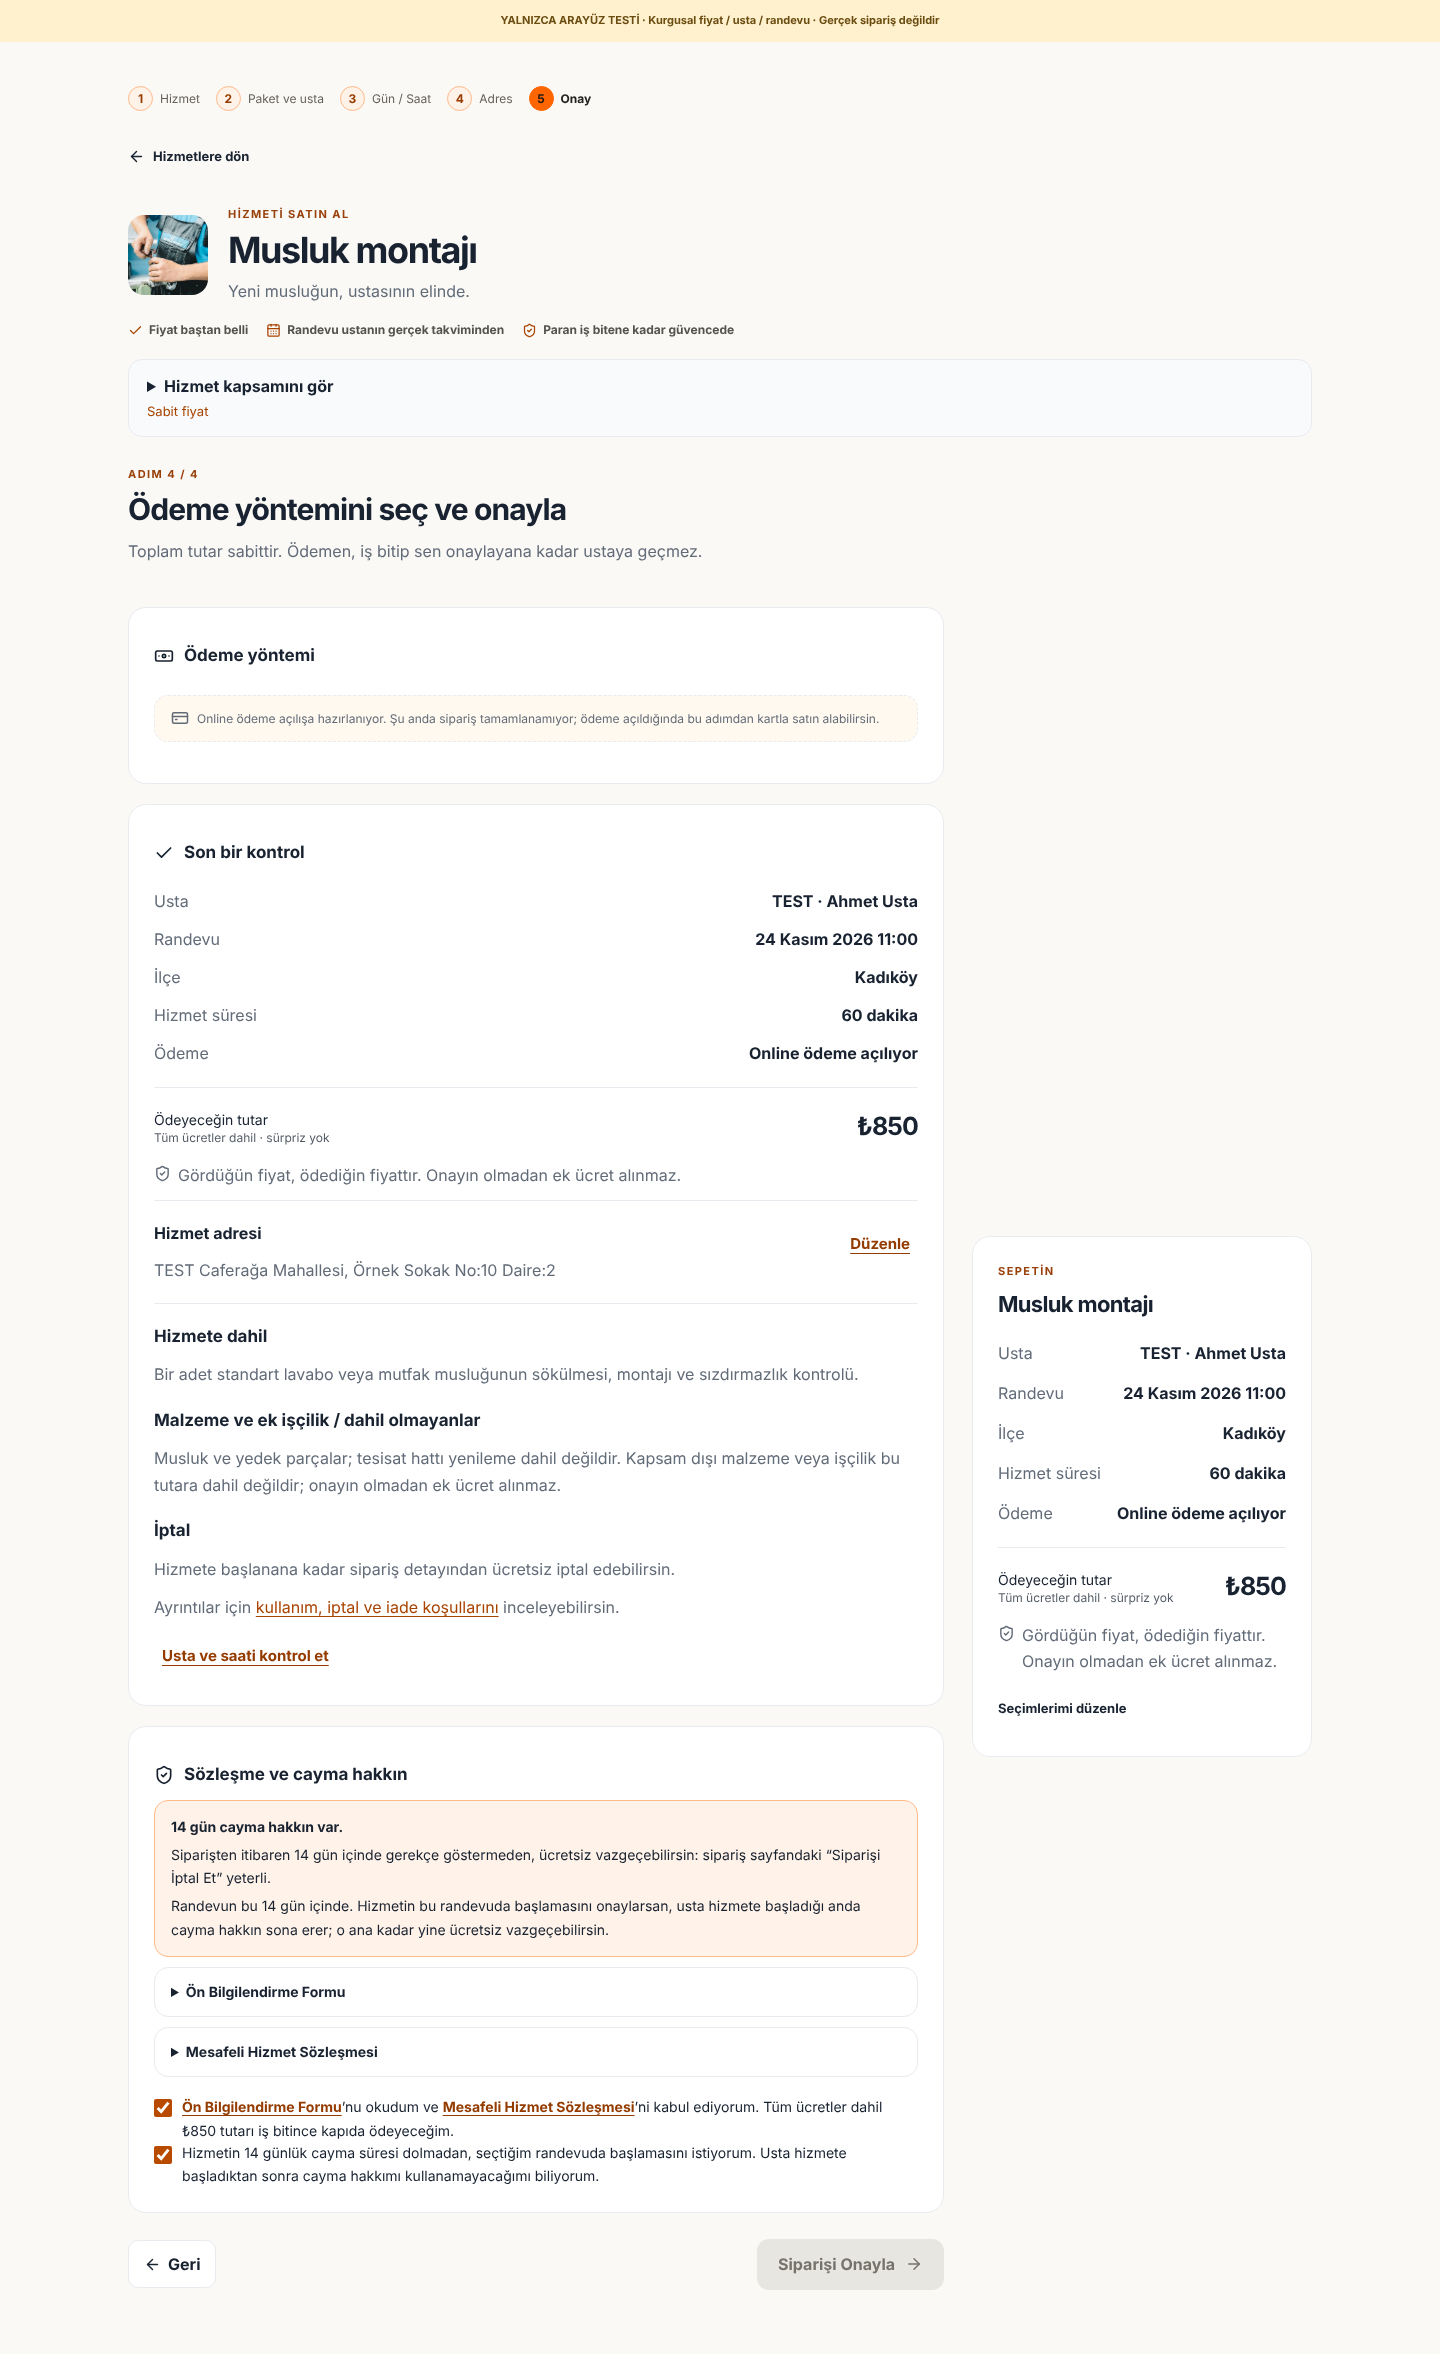 YALNIZCA ARAYÜZ TESTİ · Kurgusal fiyat / usta / randevu · Gerçek sipariş değildir
1 Hizmet 2 Paket ve usta 3 Gün / Saat 4 Adres 5 Onay
Hizmetlere dön
HİZMETİ SATIN AL
Musluk montajı
Yeni musluğun, ustasının elinde.
Fiyat baştan belli Randevu ustanın gerçek takviminden Paran iş bitene kadar güvencede
Hizmet kapsamını gör
Sabit fiyat
ADIM 4 / 4
Ödeme yöntemini seç ve onayla
Toplam tutar sabittir. Ödemen, iş bitip sen onaylayana kadar ustaya geçmez.
Ödeme yöntemi
Online ödeme açılışa hazırlanıyor. Şu anda sipariş tamamlanamıyor; ödeme açıldığında bu adımdan kartla satın alabilirsin.
Son bir kontrol
Usta TEST · Ahmet Usta
Randevu 24 Kasım 2026 11:00
İlçe Kadıköy
Hizmet süresi 60 dakika
Ödeme Online ödeme açılıyor
Ödeyeceğin tutar ₺850
Tüm ücretler dahil · sürpriz yok
Gördüğün fiyat, ödediğin fiyattır. Onayın olmadan ek ücret alınmaz.
Hizmet adresi
Düzenle
TEST Caferağa Mahallesi, Örnek Sokak No:10 Daire:2
Hizmete dahil
Bir adet standart lavabo veya mutfak musluğunun sökülmesi, montajı ve sızdırmazlık kontrolü.
Malzeme ve ek işçilik / dahil olmayanlar
Musluk ve yedek parçalar; tesisat hattı yenileme dahil değildir. Kapsam dışı malzeme veya işçilik bu
tutara dahil değildir; onayın olmadan ek ücret alınmaz.
İptal
Hizmete başlanana kadar sipariş detayından ücretsiz iptal edebilirsin.
Ayrıntılar için kullanım, iptal ve iade koşullarını inceleyebilirsin.
Usta ve saati kontrol et
SEPETİN
Musluk montajı
Usta TEST · Ahmet Usta
Randevu 24 Kasım 2026 11:00
İlçe Kadıköy
Hizmet süresi 60 dakika
Ödeme Online ödeme açılıyor
Ödeyeceğin tutar ₺850
Tüm ücretler dahil · sürpriz yok
Gördüğün fiyat, ödediğin fiyattır.
Onayın olmadan ek ücret alınmaz.
Seçimlerimi düzenle
Sözleşme ve cayma hakkın
14 gün cayma hakkın var.
Siparişten itibaren 14 gün içinde gerekçe göstermeden, ücretsiz vazgeçebilirsin: sipariş sayfandaki “Siparişi
İptal Et” yeterli.
Randevun bu 14 gün içinde. Hizmetin bu randevuda başlamasını onaylarsan, usta hizmete başladığı anda
cayma hakkın sona erer; o ana kadar yine ücretsiz vazgeçebilirsin.
Ön Bilgilendirme Formu
Mesafeli Hizmet Sözleşmesi
Ön Bilgilendirme Formu’nu okudum ve Mesafeli Hizmet Sözleşmesi’ni kabul ediyorum. Tüm ücretler dahil
₺850 tutarı iş bitince kapıda ödeyeceğim.
Hizmetin 14 günlük cayma süresi dolmadan, seçtiğim randevuda başlamasını istiyorum. Usta hizmete
başladıktan sonra cayma hakkımı kullanamayacağımı biliyorum.
Geri
Siparişi Onayla